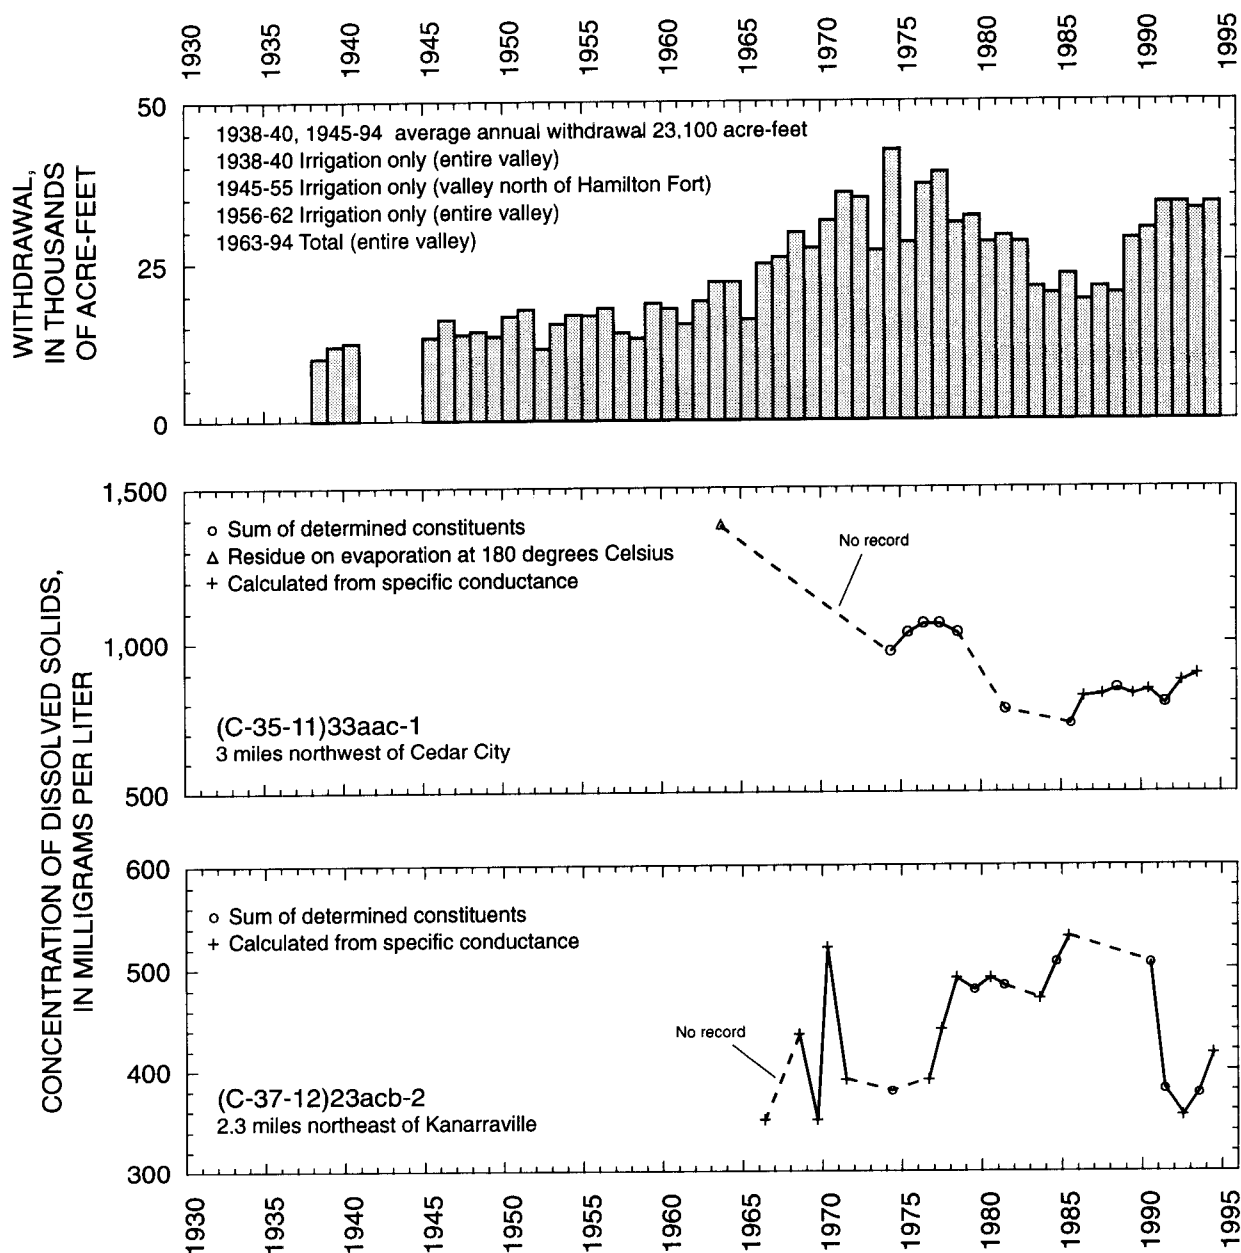 1930 1935 1940 1945 1950 1955 1960 1965 1970 1975 1980 1985 1990 1995
WITHDRAWAL,
IN THOUSANDS
OF ACRE-FEET
50
25
0
1938-40, 1945-94 average annual withdrawal 23,100 acre-feet
1938-40 Irrigation only (entire valley)
1945-55 Irrigation only (valley north of Hamilton Fort)
1956-62 Irrigation only (entire valley)
1963-94 Total (entire valley)
CONCENTRATION OF DISSOLVED SOLIDS,
IN MILLIGRAMS PER LITER
1,500
1,000
500
Sum of determined constituents
Residue on evaporation at 180 degrees Celsius
Calculated from specific conductance
No record
(C-35-11)33aac-1
3 miles northwest of Cedar City
600
500
400
300
Sum of determined constituents
Calculated from specific conductance
No record
(C-37-12)23acb-2
2.3 miles northeast of Kanarraville
1930 1935 1940 1945 1950 1955 1960 1965 1970 1975 1980 1985 1990 1995